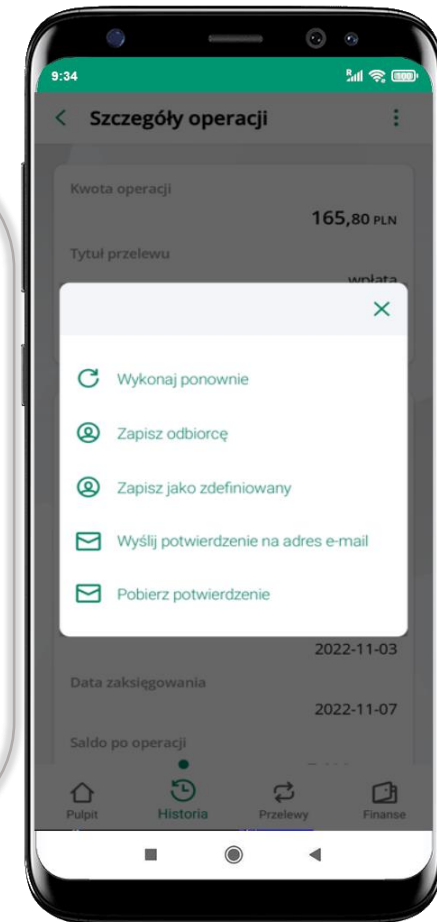 9:34
100
Szczegóły operacji
Kwota operacji
165,80 PLN
Tytuł przelewu
wpłata
Wykonaj ponownie
Zapisz odbiorcę
Zapisz jako zdefiniowany
Wyślij potwierdzenie na adres e-mail
Pobierz potwierdzenie
2022-11-03
Data zaksięgowania
2022-11-07
Saldo po operacji
Pulpit
Historia
Przelewy
Finanse